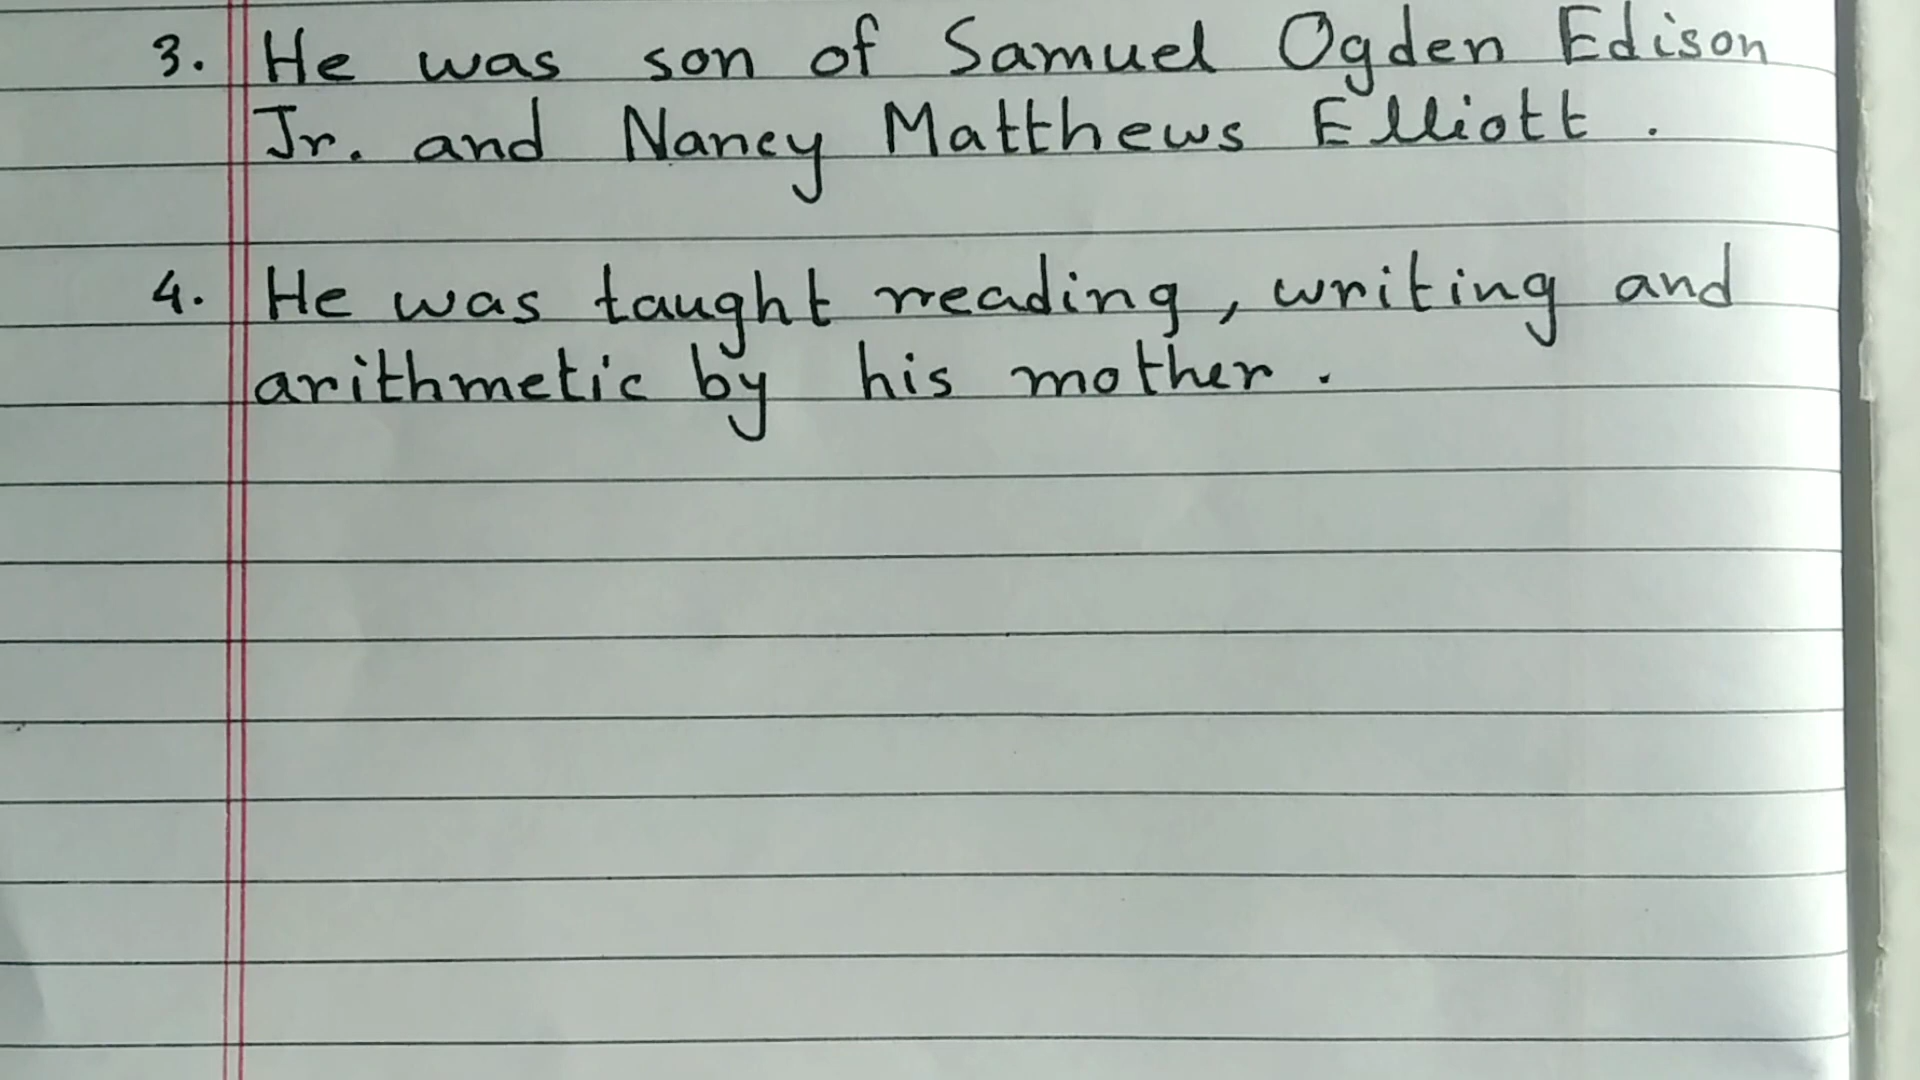 3. He was son of Samuel Ogden Edison
Jr. and Nancy Matthews Elliott.
4. He was taught reading, writing and
arithmetic by his mother.